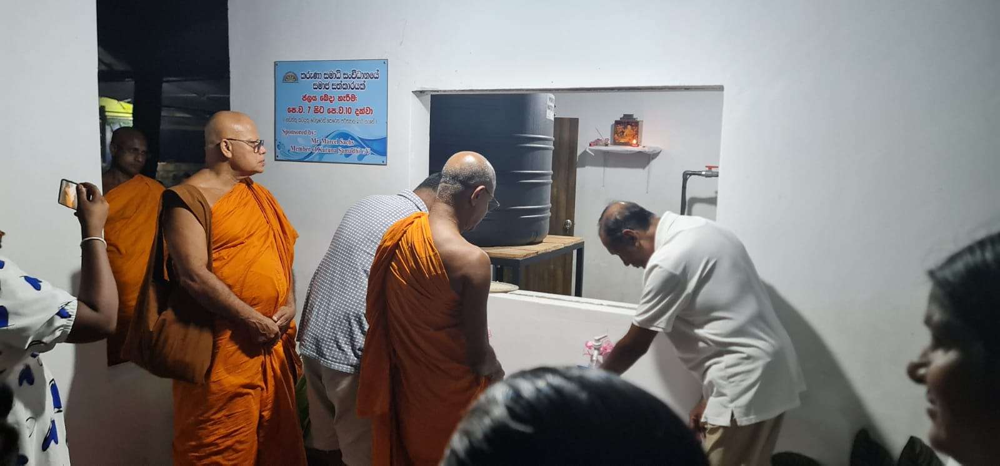 කරුණා සමාධි සංවිධානයේ
සමාජ සත්කාරයක්
ජලය බෙදා හැරීම:
පෙ.ව. 7 සිට පෙ.ව.10 දක්වා
Sponsored by:
Mr. Marcel Sachs
Member of Karuna Samadhi e.V